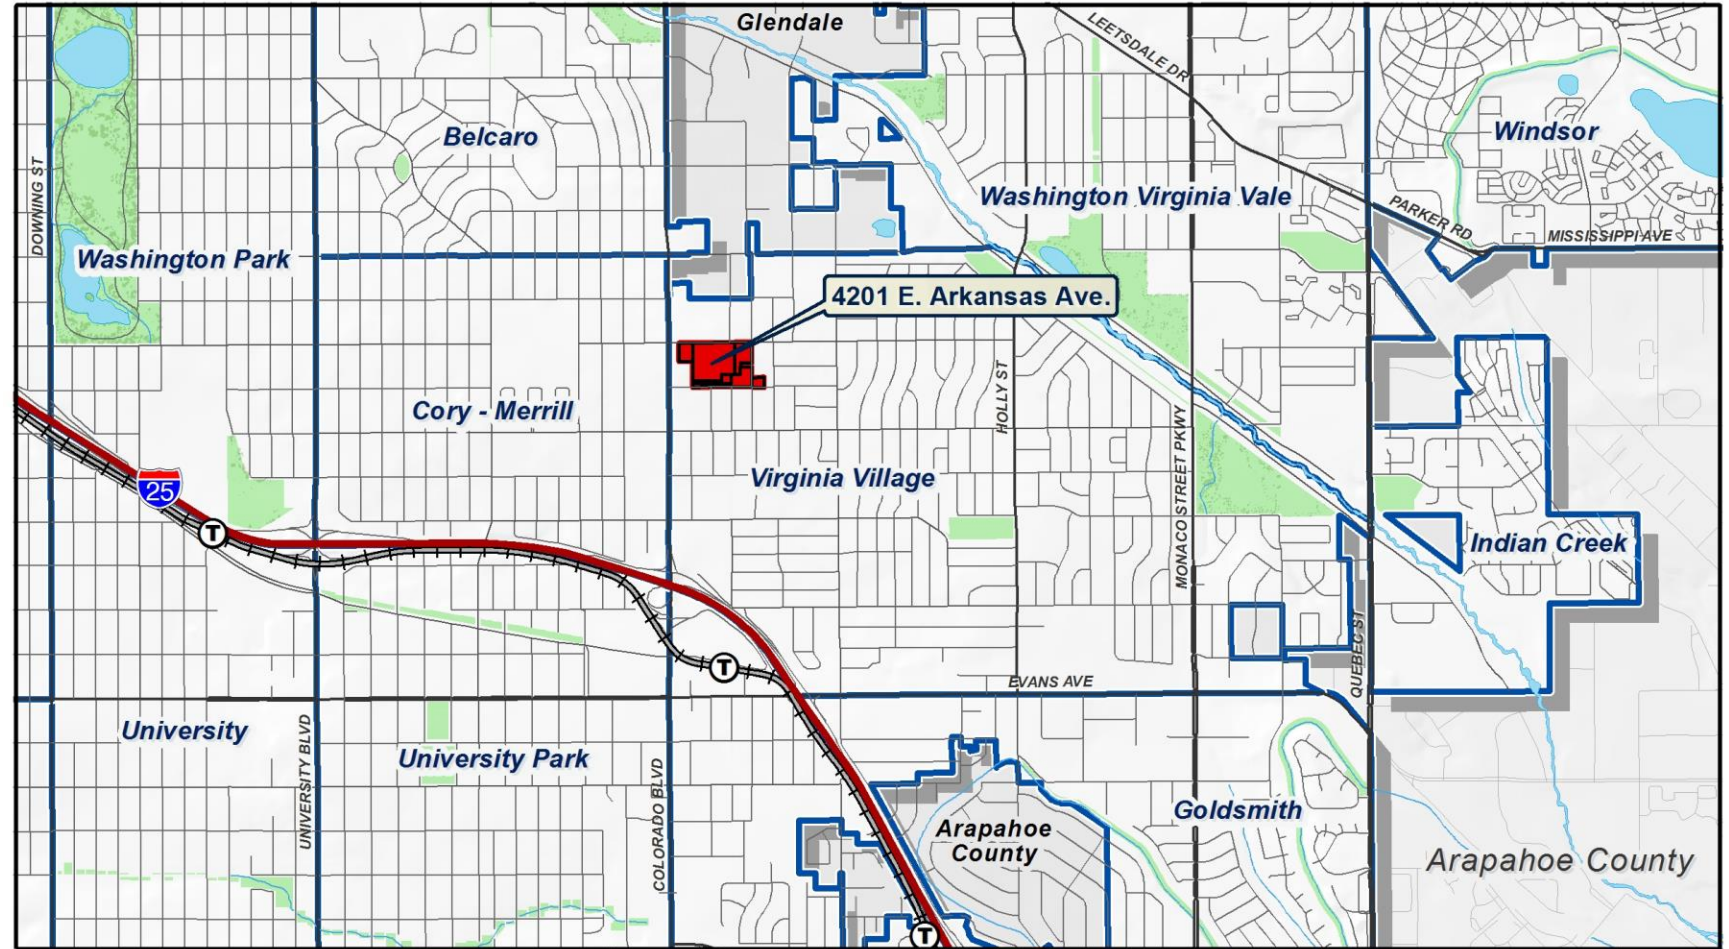 Glendale
LEETSDALE DR
Belcaro
Windsor
DOWNING ST
Washington Virginia Vale
PARKER RD
MISSISSIPPI AVE
Washington Park
4201 E. Arkansas Ave.
HOLLY ST
Cory - Merrill
MONACO STREET PKWY
Virginia Village
25
T
Indian Creek
QUEBEC ST
T
EVANS AVE
University
UNIVERSITY BLVD
University Park
COLORADO BLVD
Goldsmith
Arapahoe
County
Arapahoe County
T